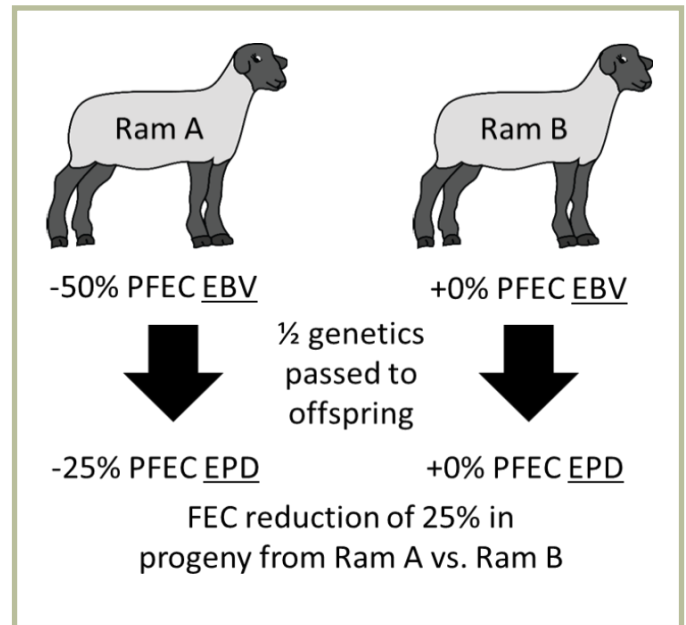 Ram A
Ram B
-50% PFEC EBV
+0% PFEC EBV
½ genetics
passed to
offspring
-25% PFEC EPD
+0% PFEC EPD
FEC reduction of 25% in
progeny from Ram A vs. Ram B